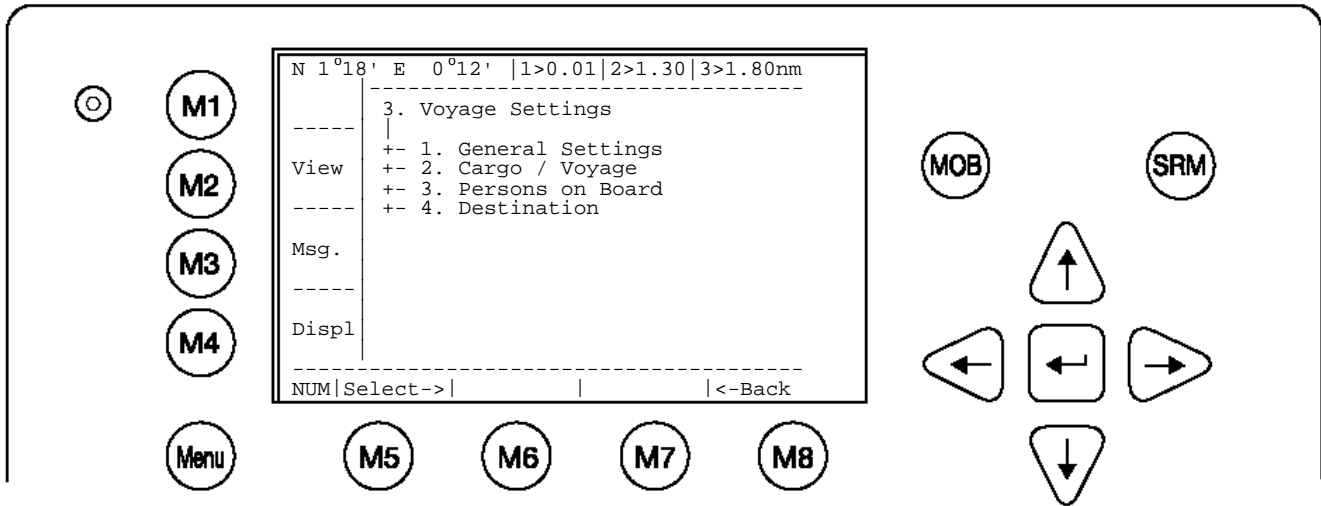 N 1°18' E 0°12' |1>0.01|2>1.30|3>1.80nm
M1
3. Voyage Settings
+- 1. General Settings
View +- 2. Cargo / Voyage
M2
+- 3. Persons on Board
+- 4. Destination
MOB
SRM
Msg.
M3
Displ
M4
NUM|Select->| | |<-Back
Menu
M5
M6
M7
M8